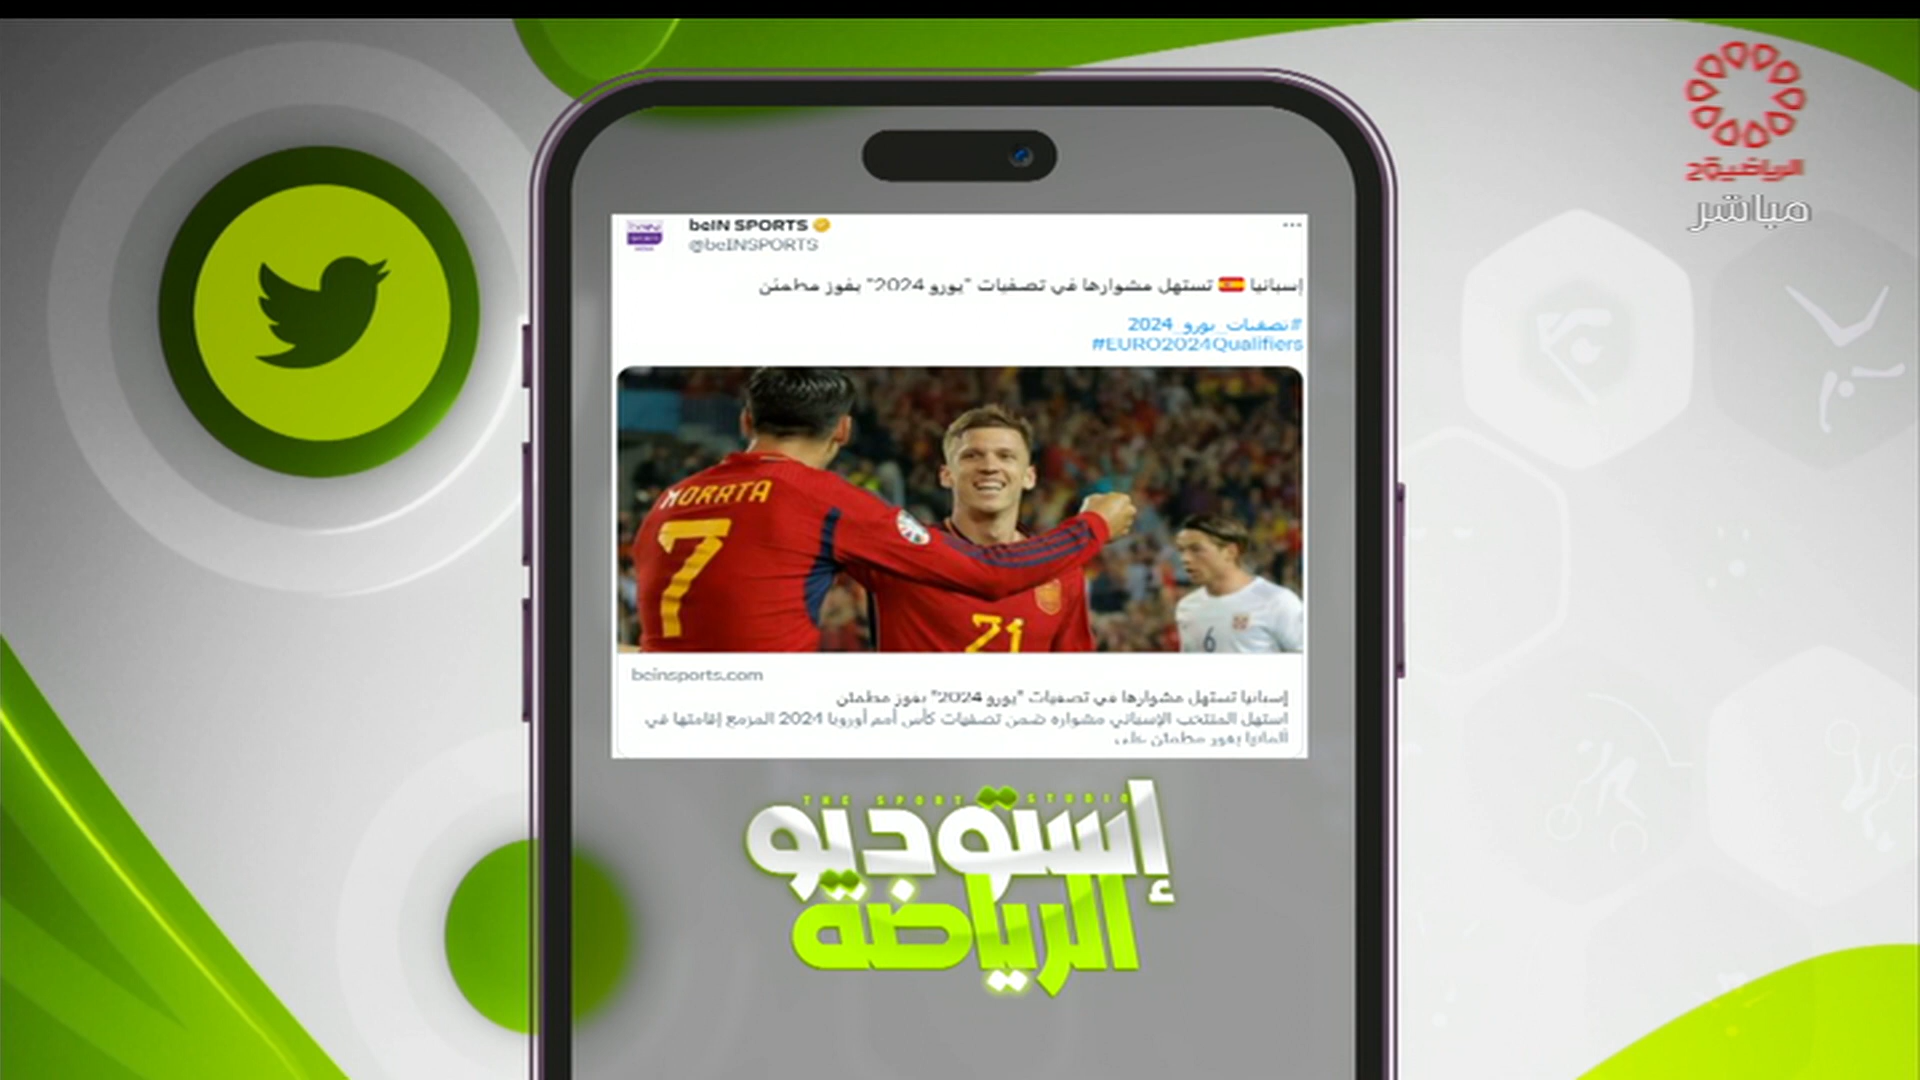 الرياضية2
مباشر
beIN SPORTS
@beINSPORTS
إسبانيا 🇪🇸 تستهل مشوارها في تصفيات "يورو 2024" بفوز مطمئن
#تصفيات_يورو_2024
#EURO2024Qualifiers
MORATA
7
21
6
beinsports.com
إسبانيا تستهل مشوارها في تصفيات "يورو 2024" بفوز مطمئن
استهل المنتخب الإسباني مشواره ضمن تصفيات كأس أمم أوروبا 2024 المزمع إقامتها في
ألمانيا بفوز مطمئن على
THE SPORT STUDIO
إستوديو
الرياضة